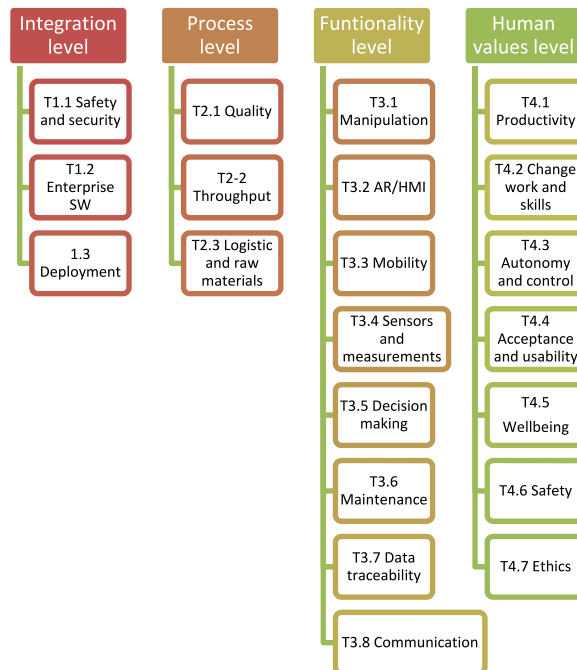 Integration
level
T1.1 Safety
and security
T1.2
Enterprise
SW
1.3
Deployment
Process
level
T2.1 Quality
T2-2
Throughput
T2.3 Logistic
and raw
materials
Funtionality
level
T3.1
Manipulation
T3.2 AR/HMI
T3.3 Mobility
T3.4 Sensors
and
measurements
T3.5 Decision
making
T3.6
Maintenance
T3.7 Data
traceability
T3.8 Communication
Human
values level
T4.1
Productivity
T4.2 Change
work and
skills
T4.3
Autonomy
and control
T4.4
Acceptance
and usability
T4.5
Wellbeing
T4.6 Safety
T4.7 Ethics